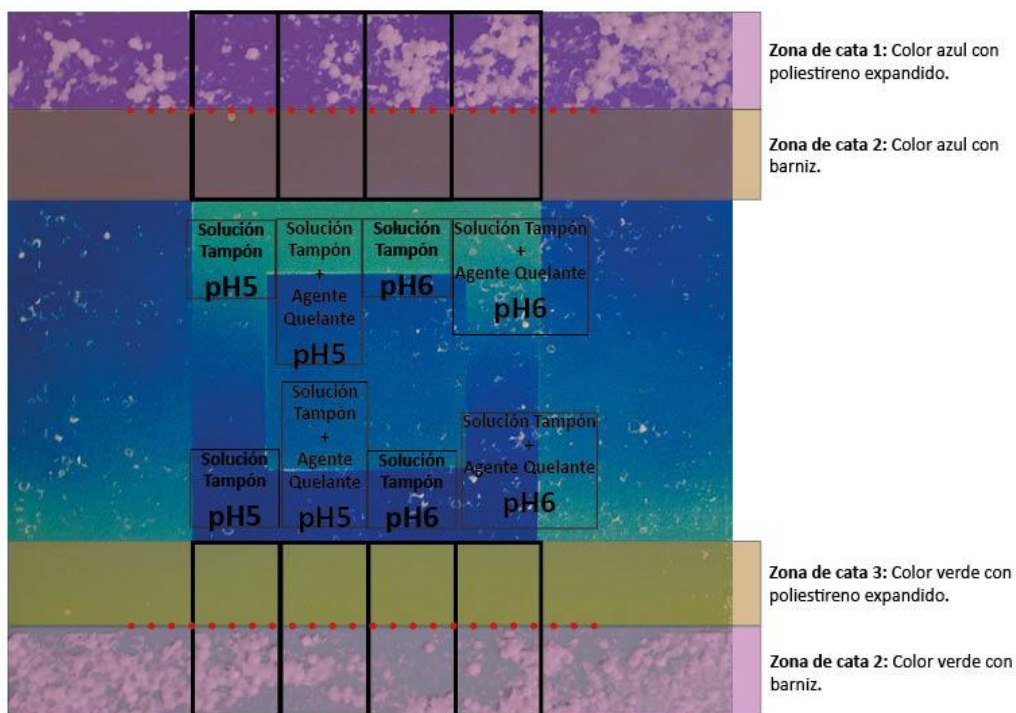 Zona de cata 1: Color azul con
poliestireno expandido.
Zona de cata 2: Color azul con
barniz.
Solución
Tampón
pH5
Solución
Tampón
+
Agente
Quelante
pH5
Solución
Tampón
pH6
Solución Tampón
+
Agente Quelante
pH6
Solución
Tampón
pH5
Solución
Tampón
+
Agente
Quelante
pH5
Solución
Tampón
pH6
Solución Tampón
+
Agente Quelante
pH6
Zona de cata 3: Color verde con
poliestireno expandido.
Zona de cata 2: Color verde con
barniz.